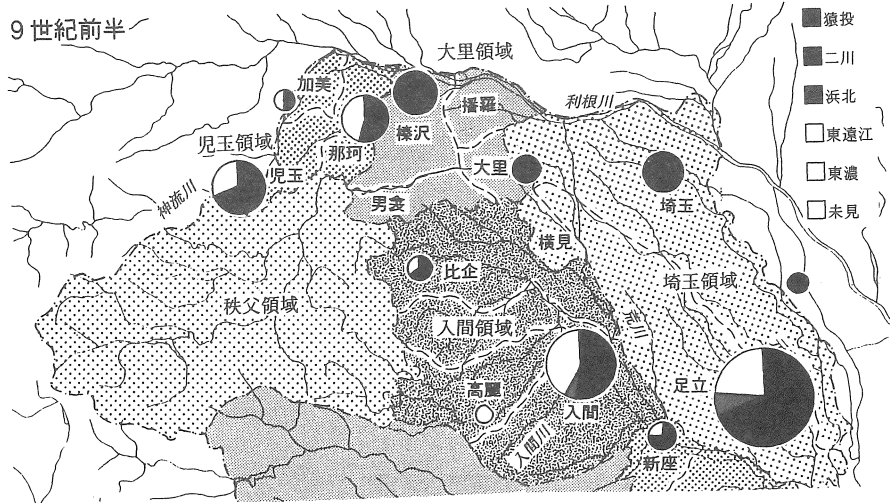 9世紀前半
大里領域
猿投
二川
浜北
東遠江
東濃
未見
加美
利根川
播羅
榛沢
児玉領域
那珂
大里
児玉
神流川
男衾
埼玉
横見
比企
埼玉領域
秩父領域
入間領域
荒川
高麗
足立
入間
入間川
新座